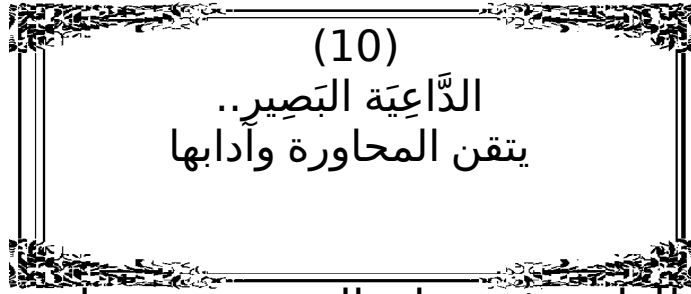 (10)
الدَّاعِيَة البَصِير..
يتقن المحاورة وآدابها